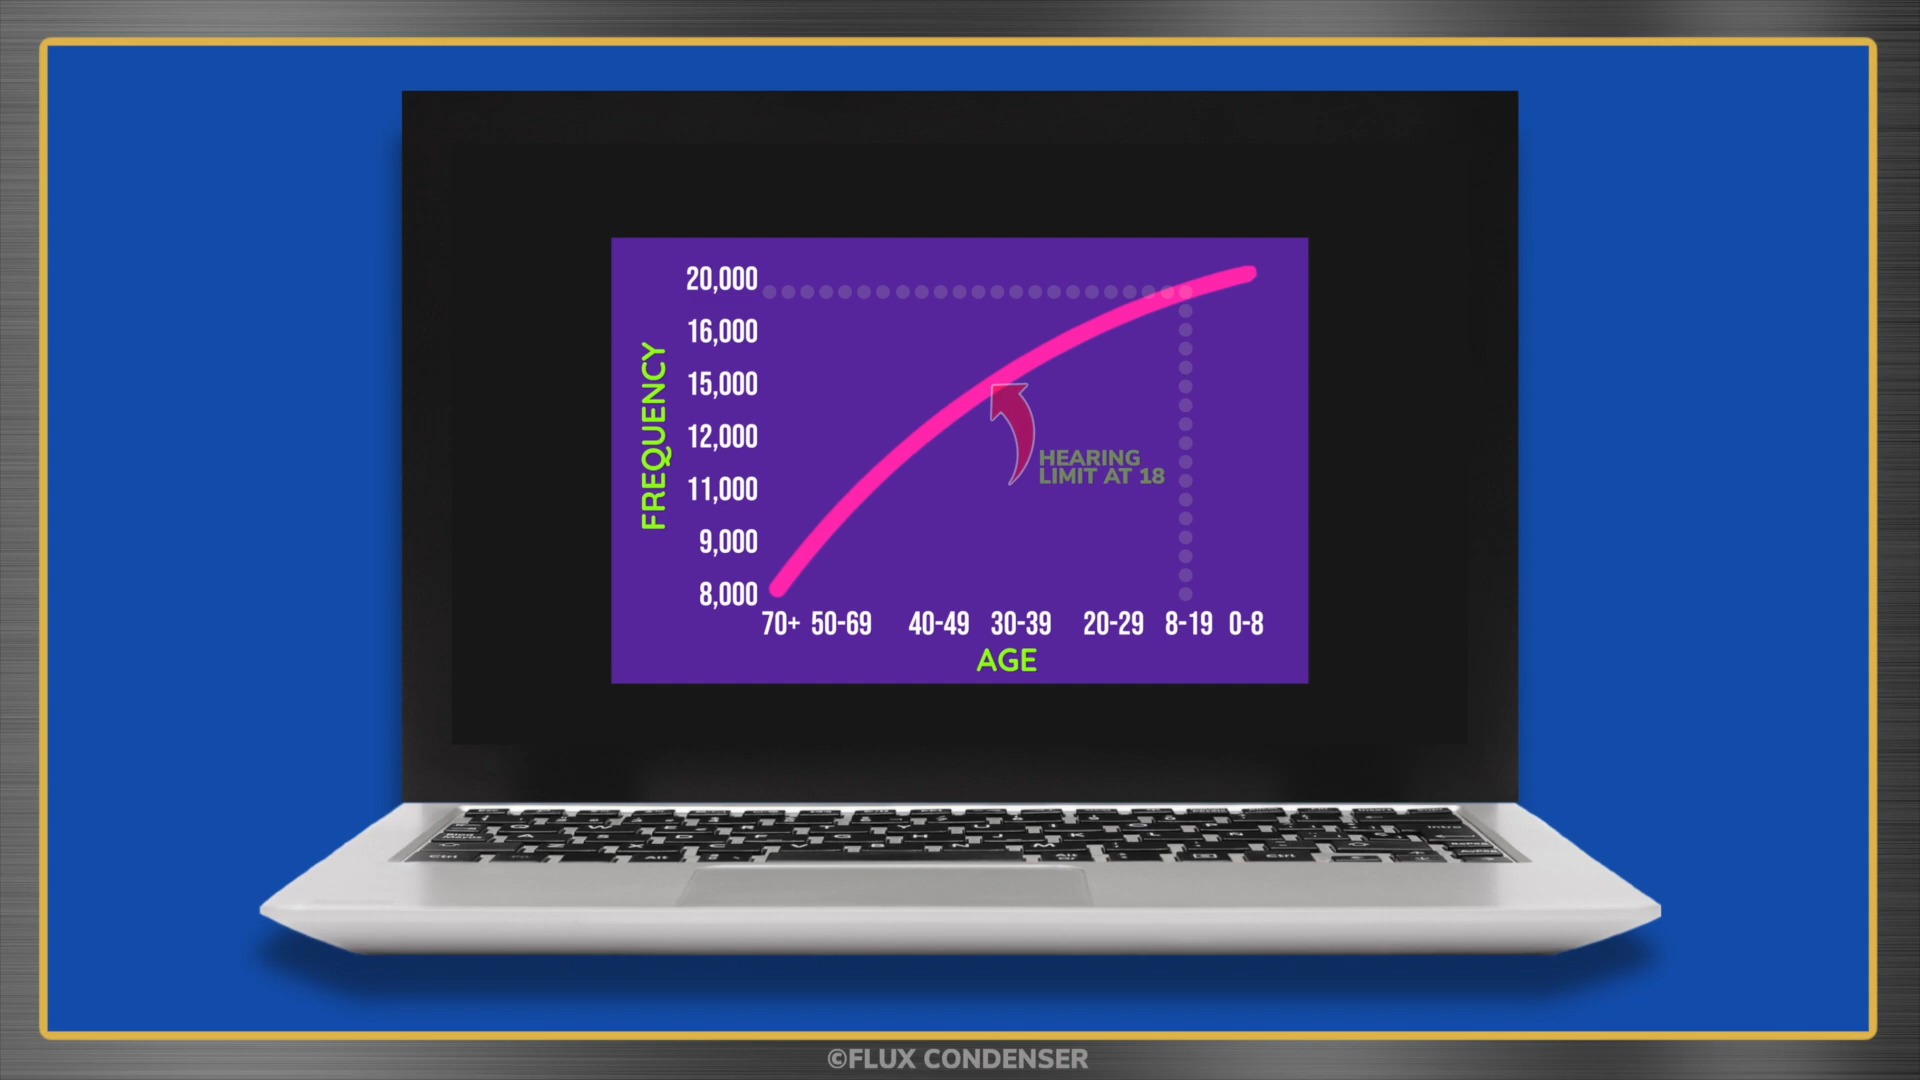 20,000
16,000
15,000
12,000
11,000
9,000
8,000
FREQUENCY
HEARING
LIMIT AT 18
70+ 50-69 40-49 30-39 20-29 8-19 0-8
AGE
©FLUX CONDENSER